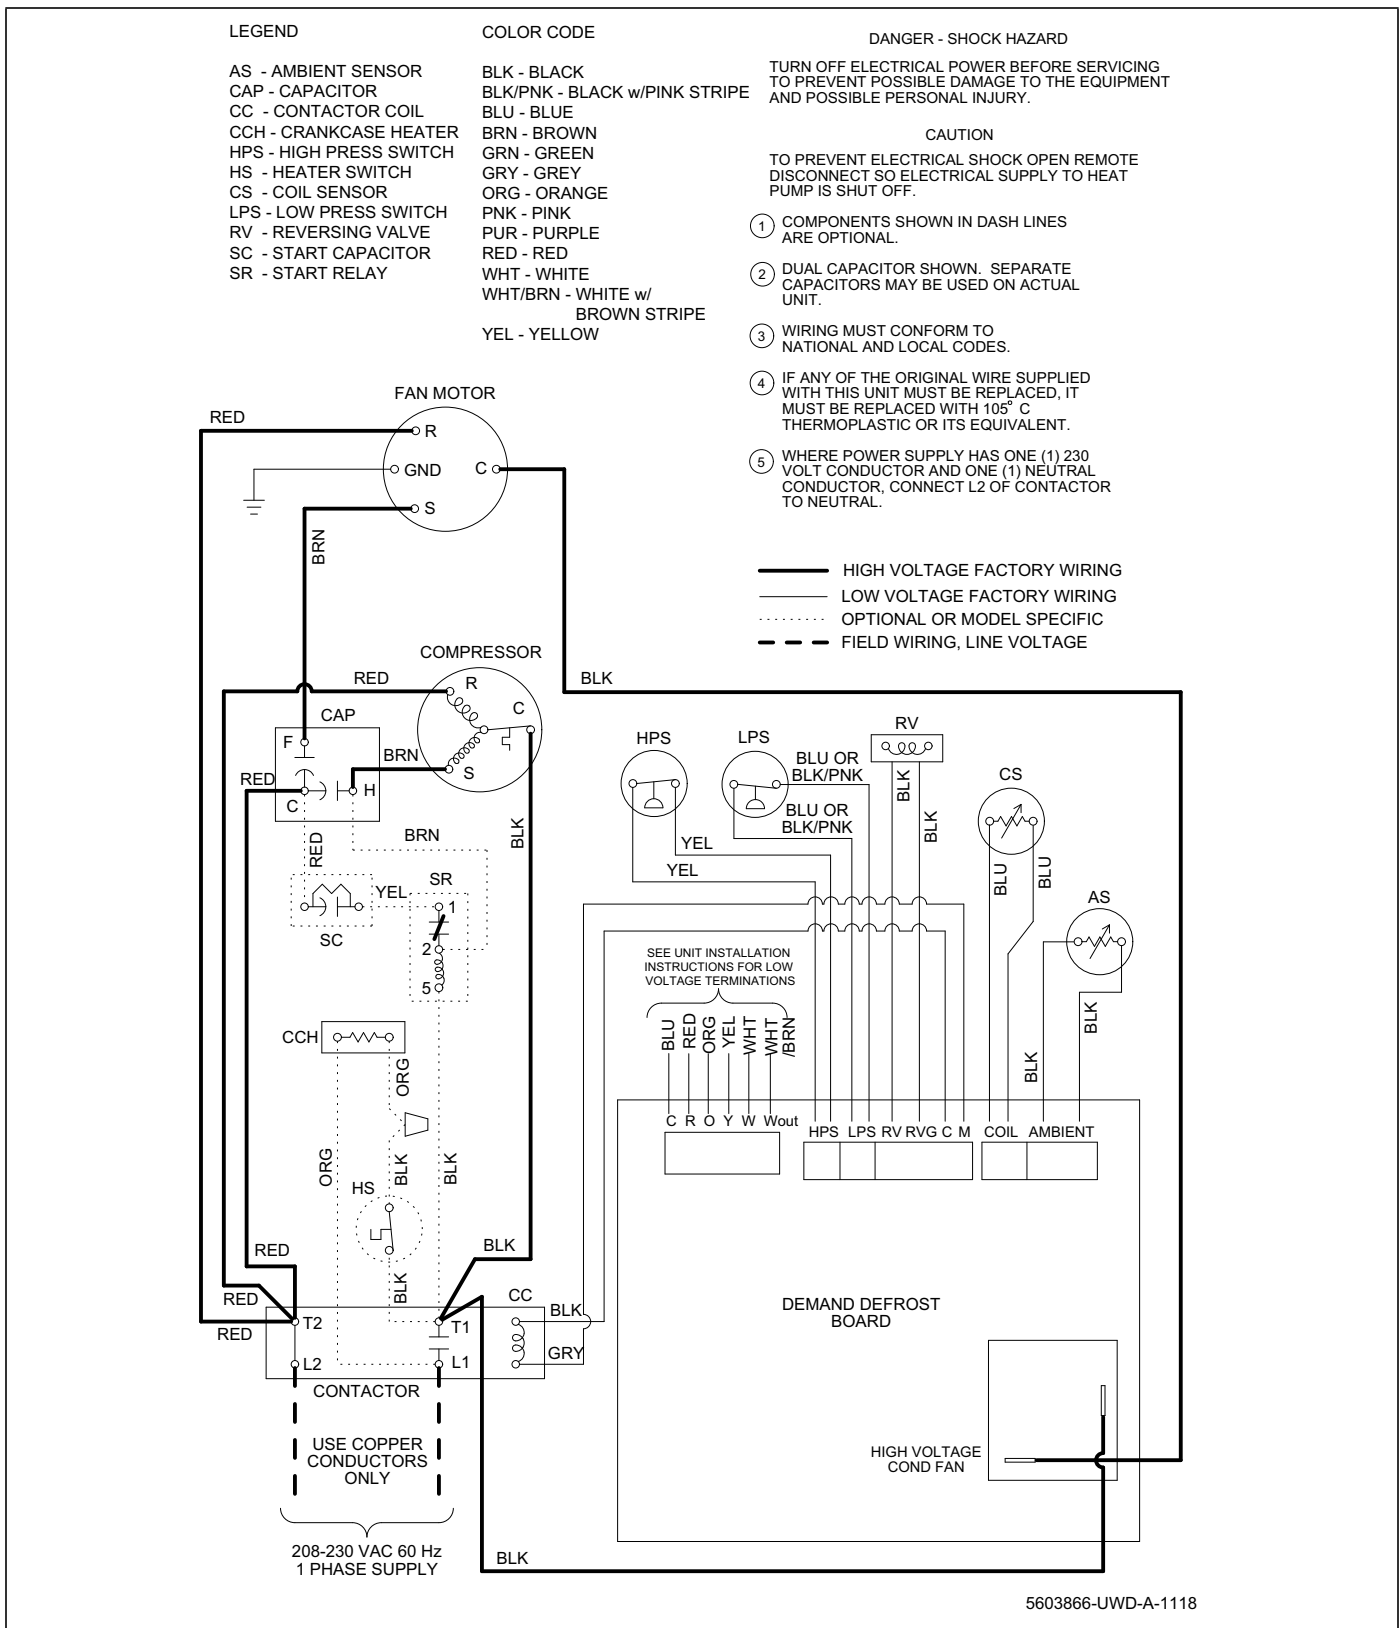 LEGEND
AS - AMBIENT SENSOR
CAP - CAPACITOR
CC - CONTACTOR COIL
CCH - CRANKCASE HEATER
HPS - HIGH PRESS SWITCH
HS - HEATER SWITCH
CS - COIL SENSOR
LPS - LOW PRESS SWITCH
RV - REVERSING VALVE
SC - START CAPACITOR
SR - START RELAY
COLOR CODE
BLK - BLACK
BLK/PNK - BLACK w/PINK STRIPE
BLU - BLUE
BRN - BROWN
GRN - GREEN
GRY - GREY
ORG - ORANGE
PNK - PINK
PUR - PURPLE
RED - RED
WHT - WHITE
WHT/BRN - WHITE w/
BROWN STRIPE
YEL - YELLOW
DANGER - SHOCK HAZARD
TURN OFF ELECTRICAL POWER BEFORE SERVICING
TO PREVENT POSSIBLE DAMAGE TO THE EQUIPMENT
AND POSSIBLE PERSONAL INJURY.
CAUTION
TO PREVENT ELECTRICAL SHOCK OPEN REMOTE
DISCONNECT SO ELECTRICAL SUPPLY TO HEAT
PUMP IS SHUT OFF.
1 COMPONENTS SHOWN IN DASH LINES
ARE OPTIONAL.
2 DUAL CAPACITOR SHOWN. SEPARATE
CAPACITORS MAY BE USED ON ACTUAL
UNIT.
3 WIRING MUST CONFORM TO
NATIONAL AND LOCAL CODES.
4 IF ANY OF THE ORIGINAL WIRE SUPPLIED
WITH THIS UNIT MUST BE REPLACED, IT
MUST BE REPLACED WITH 105° C
THERMOPLASTIC OR ITS EQUIVALENT.
5 WHERE POWER SUPPLY HAS ONE (1) 230
VOLT CONDUCTOR AND ONE (1) NEUTRAL
CONDUCTOR, CONNECT L2 OF CONTACTOR
TO NEUTRAL.
HIGH VOLTAGE FACTORY WIRING
LOW VOLTAGE FACTORY WIRING
OPTIONAL OR MODEL SPECIFIC
FIELD WIRING, LINE VOLTAGE
FAN MOTOR
RED
R
GND
C
S
BRN
COMPRESSOR
RED
R
C
S
BLK
CAP
F
BRN
RED
C
H
BLK
RED
BRN
YEL
SC
SR
1
2
5
CCH
ORG
ORG
BLK
BLK
HS
BLK
BLK
RED
RED
RED
T2
L2
T1
L1
CC
BLK
GRY
CONTACTOR
USE COPPER
CONDUCTORS
ONLY
208-230 VAC 60 Hz
1 PHASE SUPPLY
BLK
HPS
LPS
BLU OR
BLK/PNK
BLU OR
BLK/PNK
YEL
YEL
RV
BLK
BLK
CS
BLU
BLU
AS
BLK
BLK
SEE UNIT INSTALLATION
INSTRUCTIONS FOR LOW
VOLTAGE TERMINATIONS
BLU
RED
ORG
YEL
WHT
WHT
/BRN
C R O Y W Wout
HPS LPS RV RVG C M
COIL AMBIENT
DEMAND DEFROST
BOARD
HIGH VOLTAGE
COND FAN
5603866-UWD-A-1118